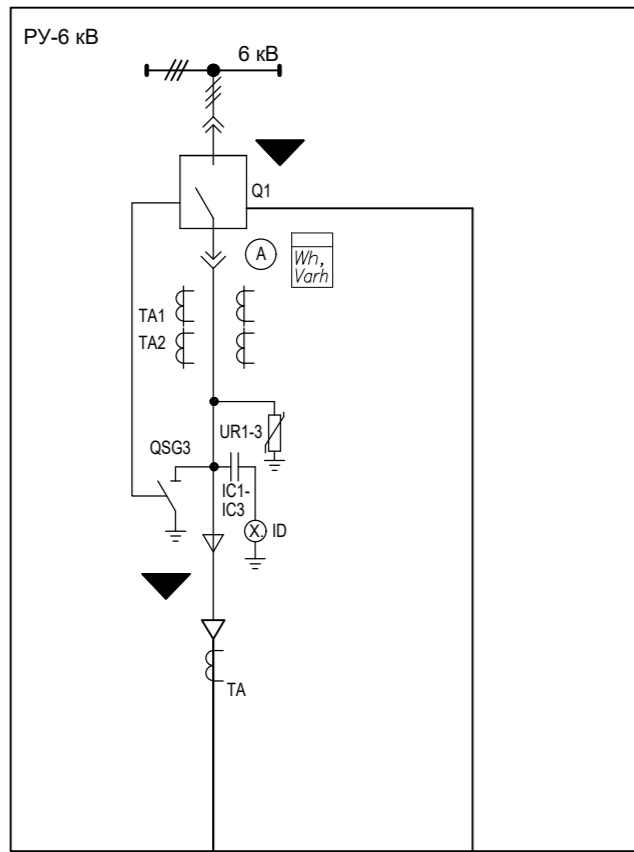 РУ-6 кВ
6 кВ
Q1
A
Wh,
Varh
TA1
TA2
UR1-3
QSG3
IC1-
IC3
X.
ID
TA